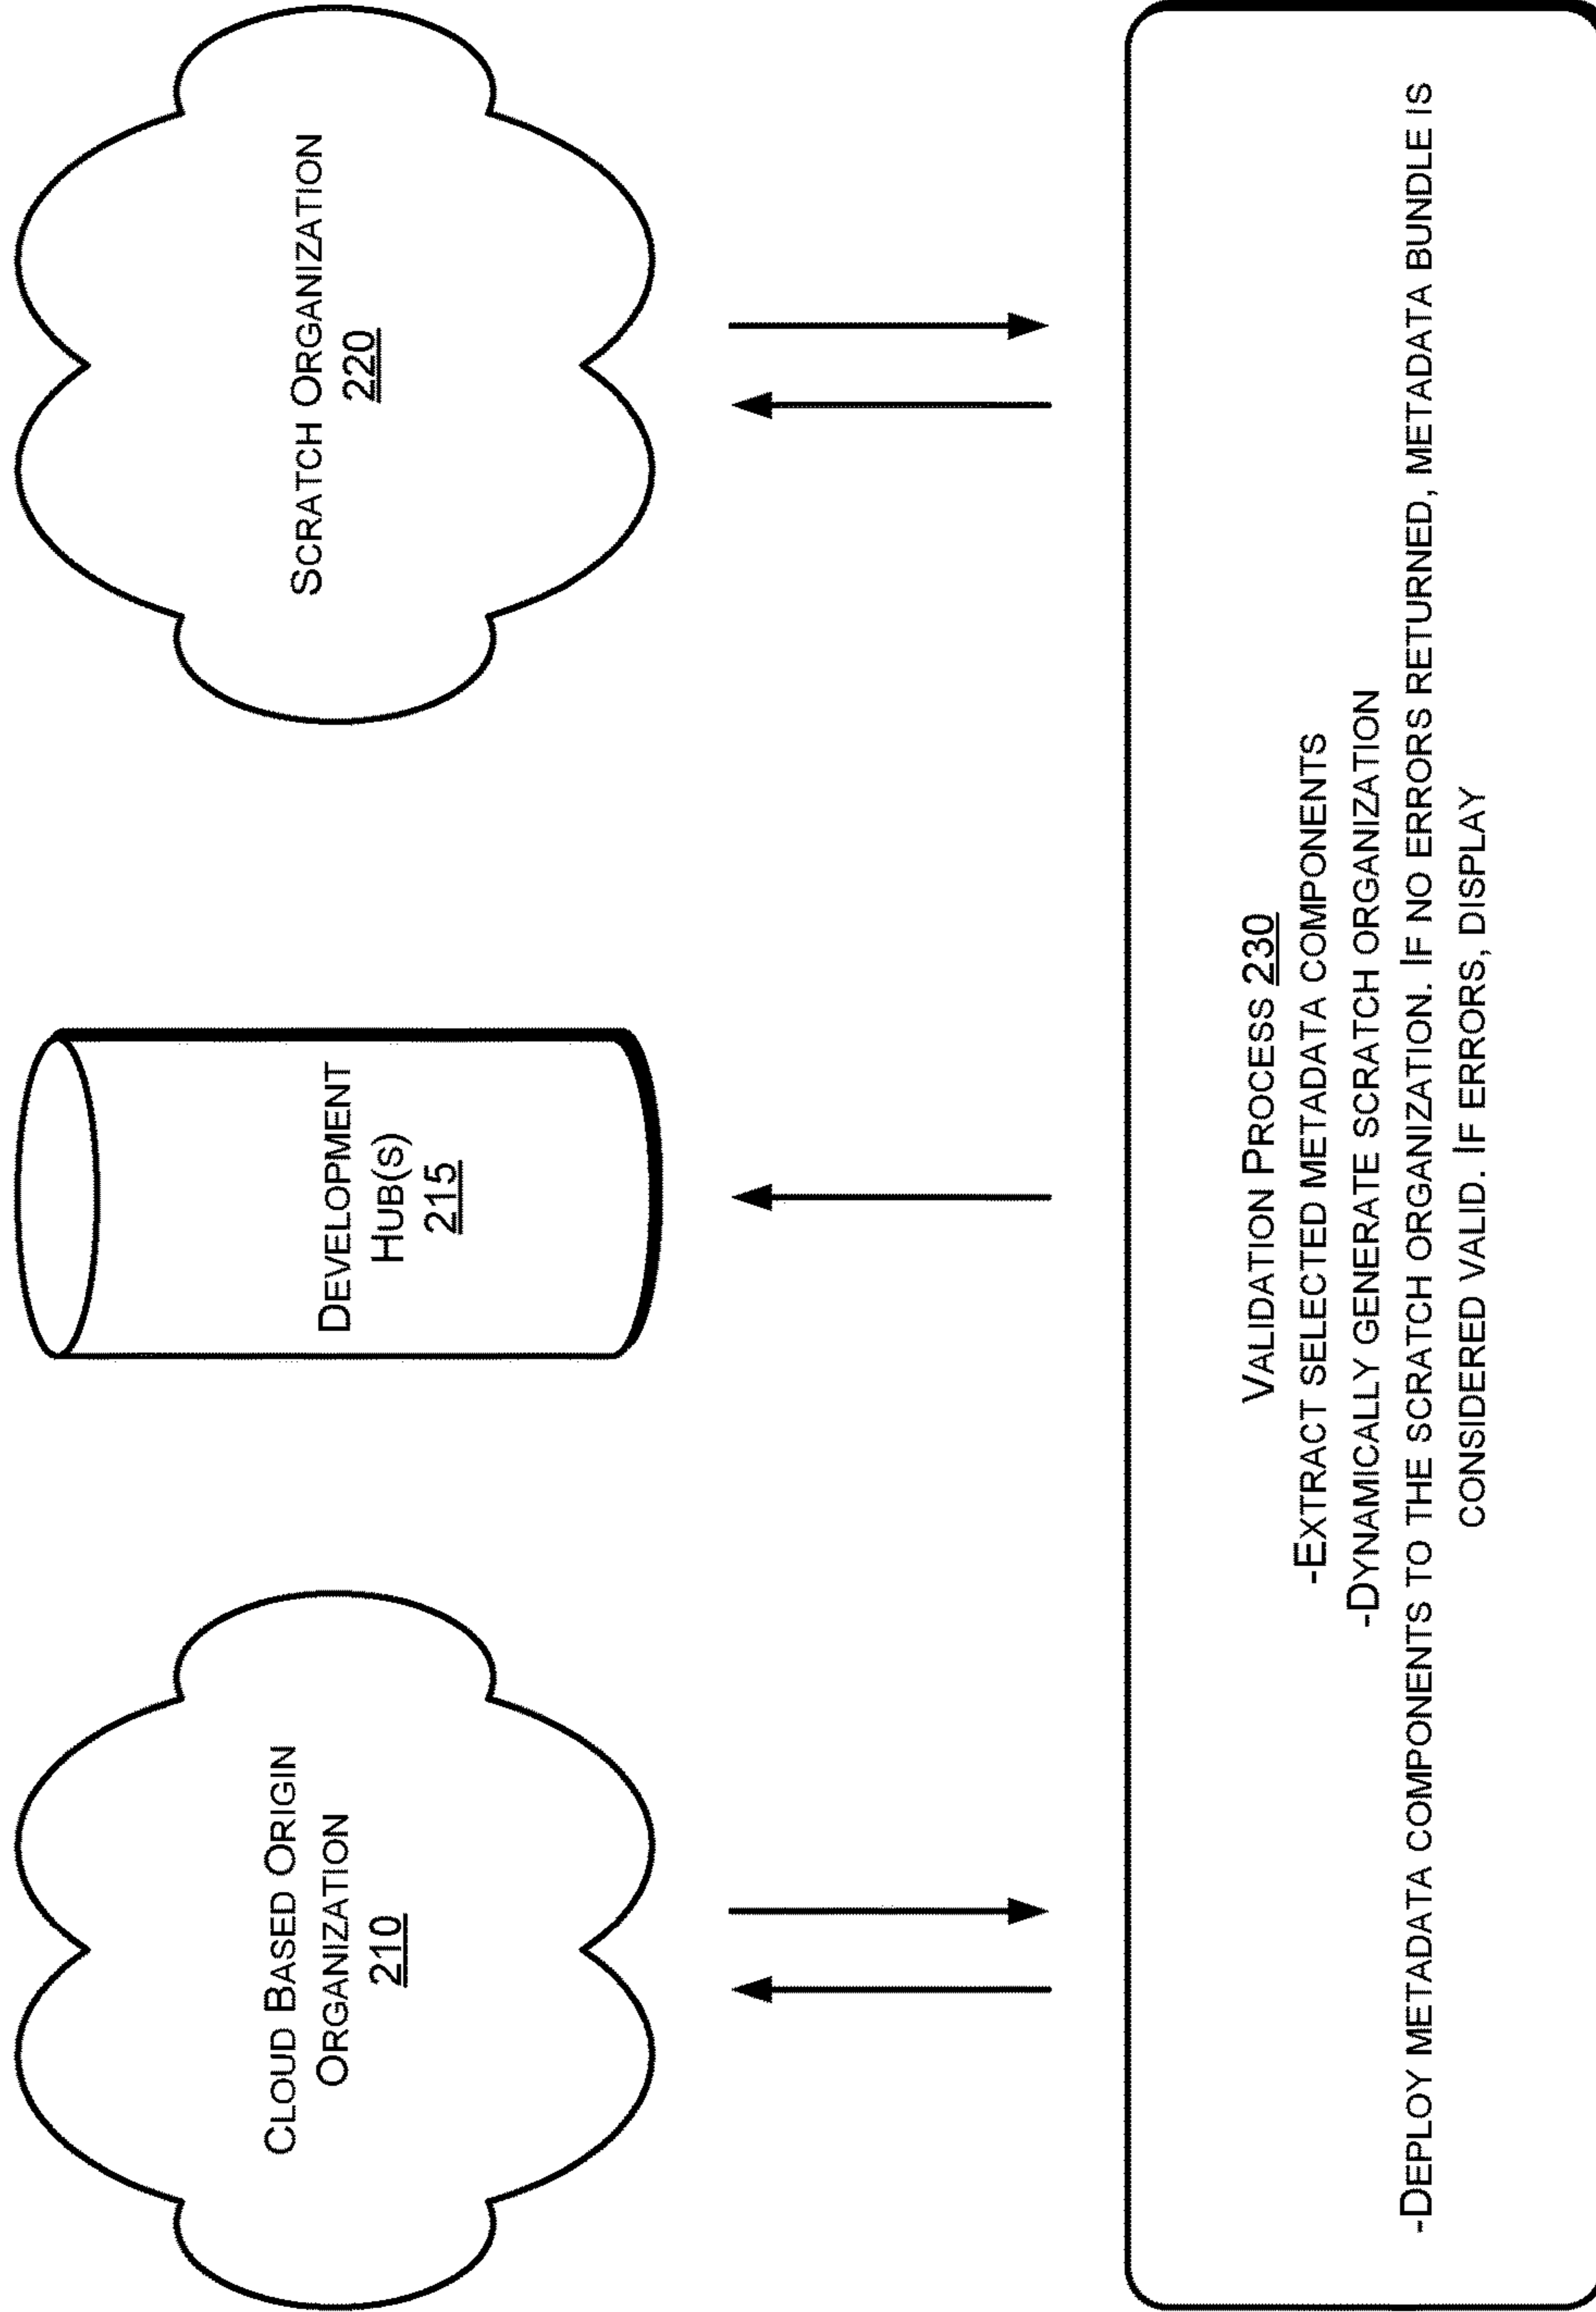 CLOUD BASED ORIGIN
ORGANIZATION
210
DEVELOPMENT
HUB(S)
215
SCRATCH ORGANIZATION
220
VALIDATION PROCESS 230
-EXTRACT SELECTED METADATA COMPONENTS
-DYNAMICALLY GENERATE SCRATCH ORGANIZATION
-DEPLOY METADATA COMPONENTS TO THE SCRATCH ORGANIZATION. IF NO ERRORS RETURNED, METADATA BUNDLE IS
CONSIDERED VALID. IF ERRORS, DISPLAY